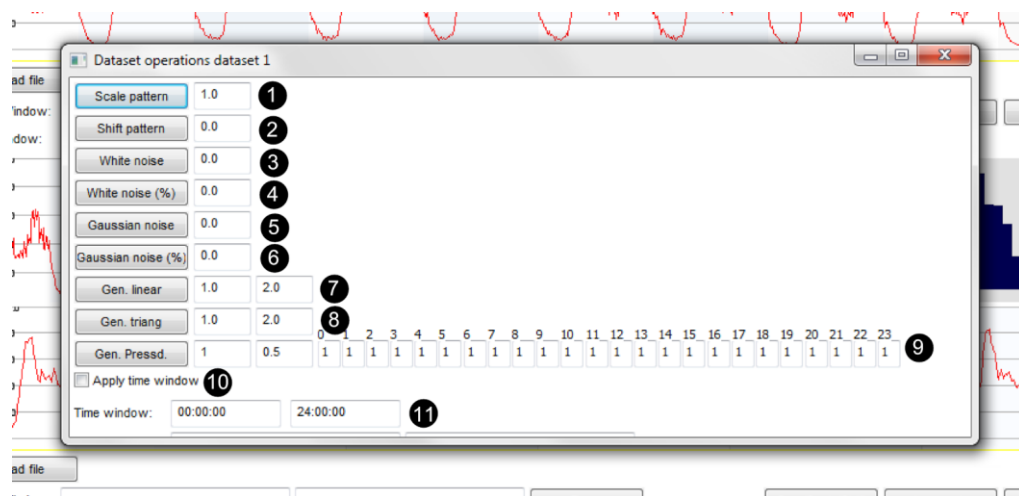 Dataset operations dataset 1
ad file
Scale pattern 1.0 1
indow:
Shift pattern 0.0 2
dow:
White noise 0.0 3
White noise (%) 0.0 4
Gaussian noise 0.0 5
Gaussian noise (%) 0.0 6
Gen. linear 1.0 2.0 7
Gen. triang 1.0 2.0 8
0 1 2 3 4 5 6 7 8 9 10 11 12 13 14 15 16 17 18 19 20 21 22 23
Gen. Pressd. 1 0.5 1 1 1 1 1 1 1 1 1 1 1 1 1 1 1 1 1 1 1 1 1 1 1 1 9
Apply time window 10
Time window: 00:00:00 24:00:00 11
ad file